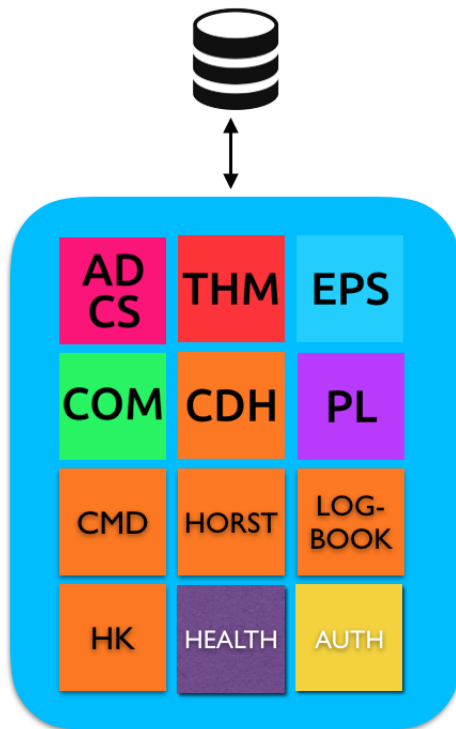 AD
CS
THM
EPS
COM
CDH
PL
CMD
HORST
LOG-
BOOK
HK
HEALTH
AUTH